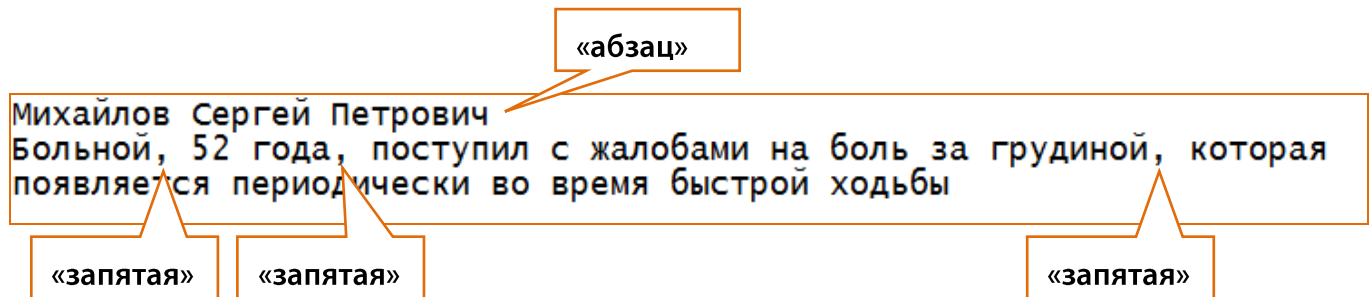 «абзац»
Михайлов Сергей Петрович
Больной, 52 года, поступил с жалобами на боль за грудиной, которая
появляется периодически во время быстрой ходьбы
«запятая» «запятая» «запятая»